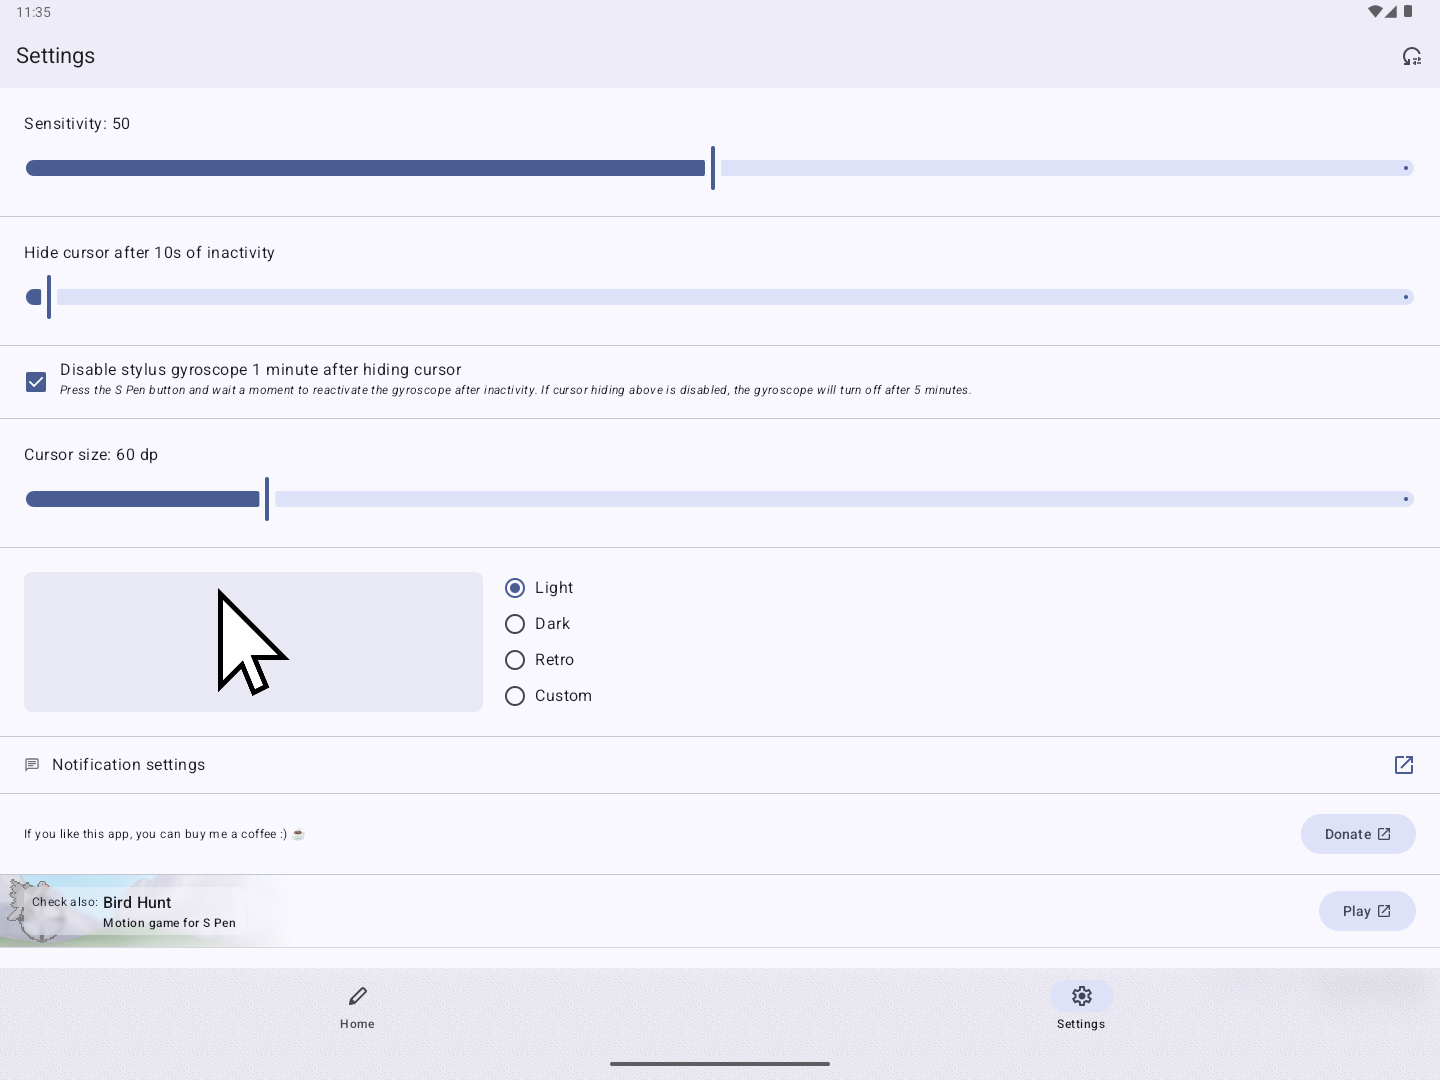 11:35
Settings
Sensitivity: 50
Hide cursor after 10s of inactivity
Disable stylus gyroscope 1 minute after hiding cursor
Press the S Pen button and wait a moment to reactivate the gyroscope after inactivity. If cursor hiding above is disabled, the gyroscope will turn off after 5 minutes.
Cursor size: 60 dp
Light
Dark
Retro
Custom
Notification settings
If you like this app, you can buy me a coffee :) ☕
Donate
Check also: Bird Hunt
Motion game for S Pen
Play
Home
Settings